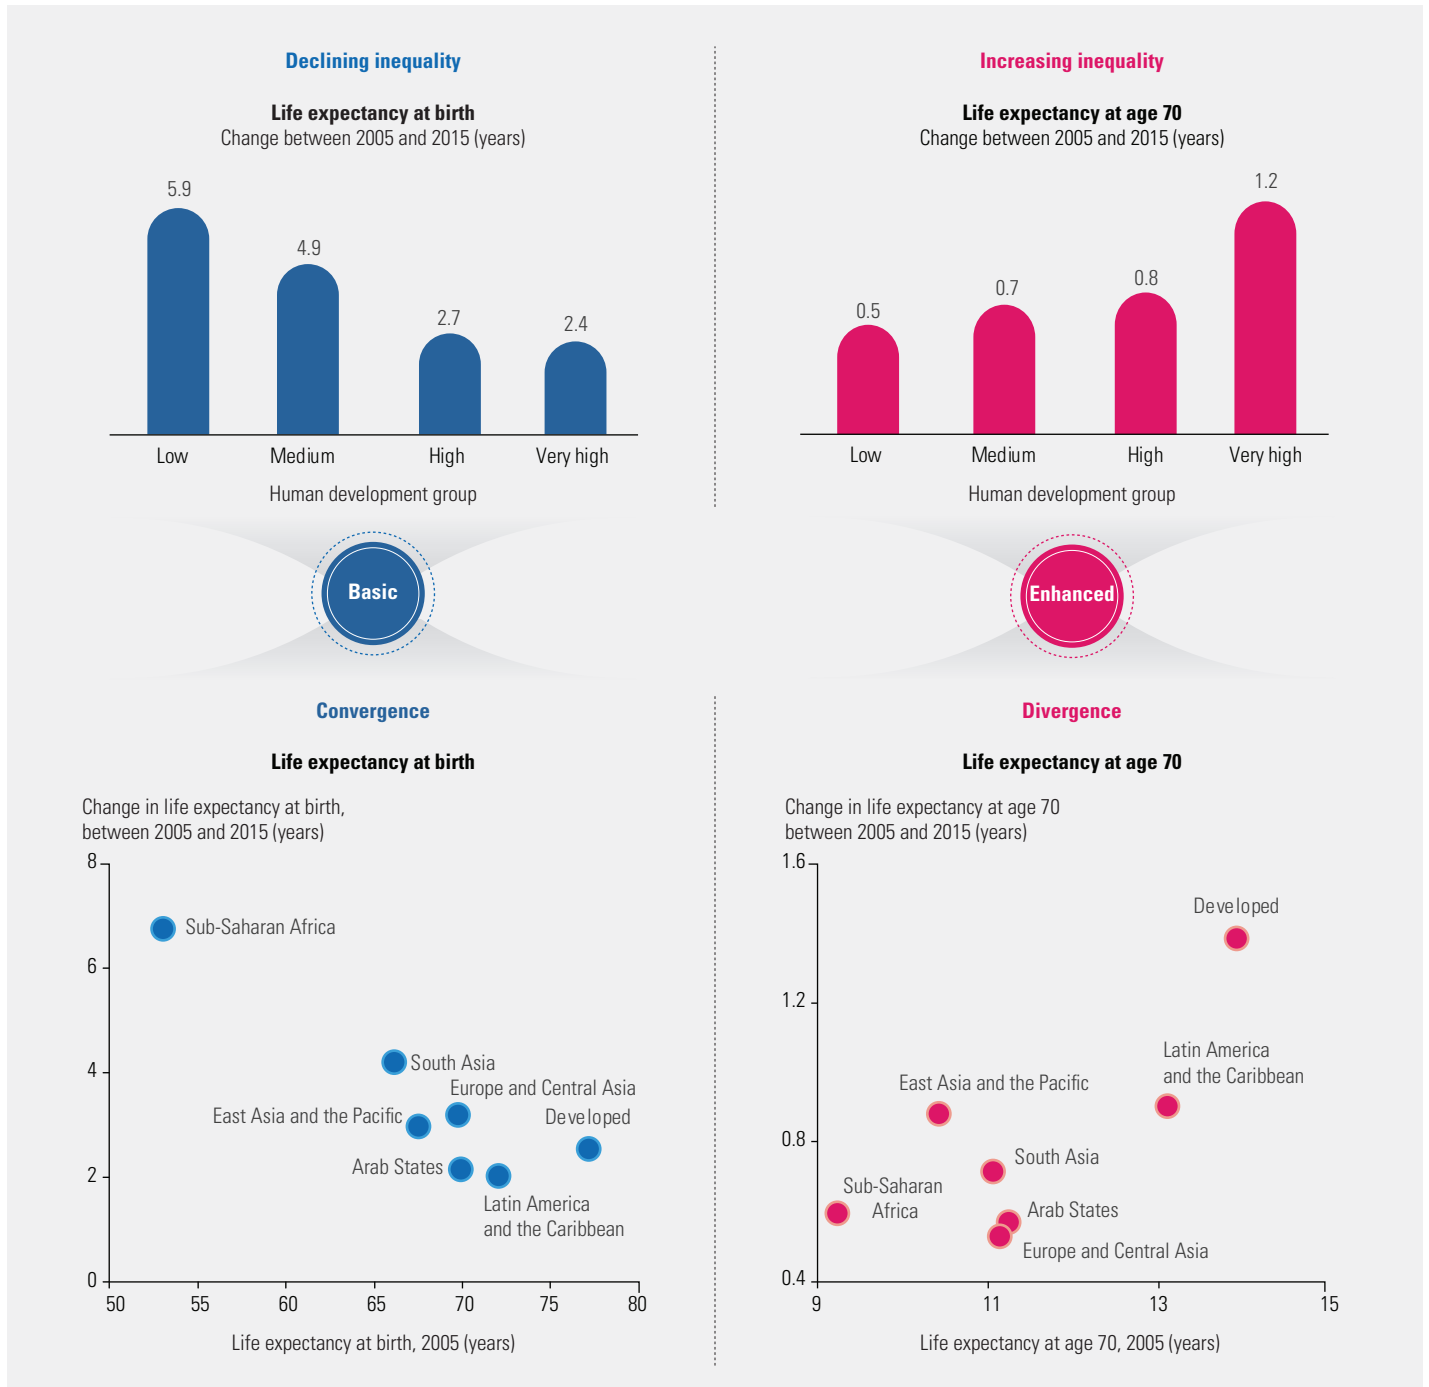 Declining inequality
Life expectancy at birth
Change between 2005 and 2015 (years)
5.9
4.9
2.7
2.4
Low
Medium
High
Very high
Human development group
Increasing inequality
Life expectancy at age 70
Change between 2005 and 2015 (years)
0.5
0.7
0.8
1.2
Low
Medium
High
Very high
Human development group
Basic
Enhanced
Convergence
Life expectancy at birth
Change in life expectancy at birth,
between 2005 and 2015 (years)
8
6
4
2
0
Sub-Saharan Africa
South Asia
Europe and Central Asia
East Asia and the Pacific
Developed
Arab States
Latin America
and the Caribbean
50
55
60
65
70
75
80
Life expectancy at birth, 2005 (years)
Divergence
Life expectancy at age 70
Change in life expectancy at age 70
between 2005 and 2015 (years)
1.6
1.2
0.8
0.4
Developed
Latin America
and the Caribbean
East Asia and the Pacific
South Asia
Sub-Saharan
Africa
Arab States
Europe and Central Asia
9
11
13
15
Life expectancy at age 70, 2005 (years)